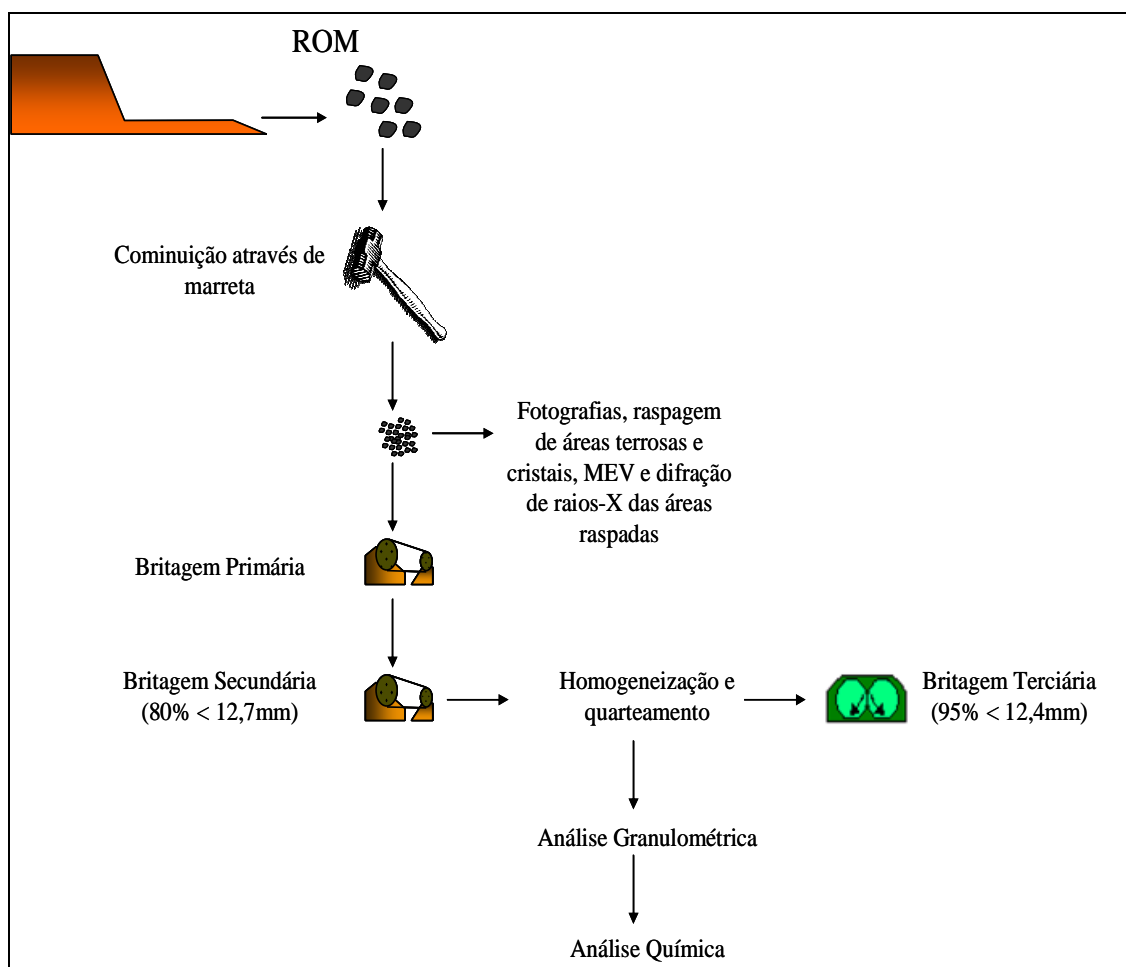 ROM
Cominuição através de
marreta
Fotografias, raspagem
de áreas terrosas e
cristais, MEV e difração
de raios-X das áreas
raspadas
Britagem Primária
Britagem Secundária
(80% < 12,7mm)
Homogeneização e
quarteamento
Britagem Terciária
(95% < 12,4mm)
Análise Granulométrica
Análise Química